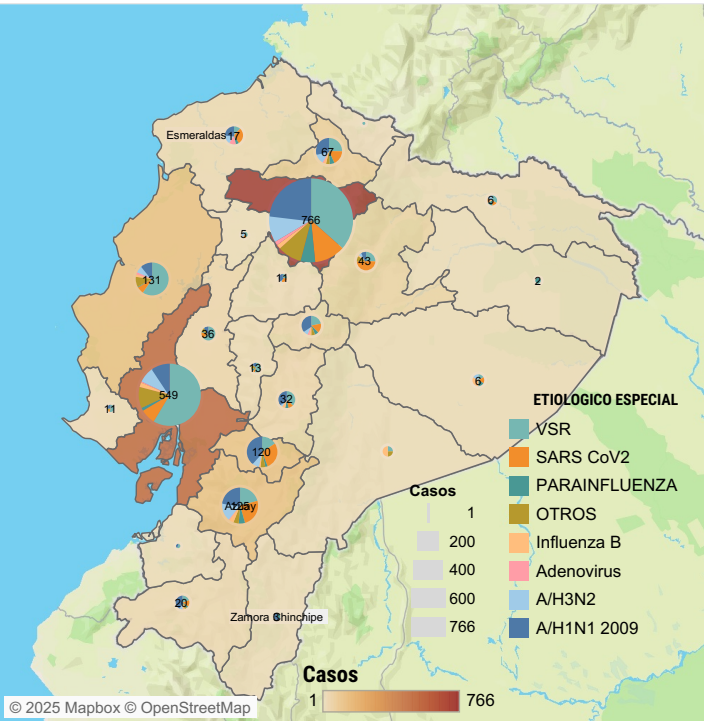 Esmeraldas 17
67
766
6
5
43
11
2
131
36
13
6
549
11
32
120
20
Zamora Chinchipe
ETIOLOGICO ESPECIAL
VSR
SARS CoV2
PARAINFLUENZA
OTROS
Influenza B
Adenovirus
A/H3N2
A/H1N1 2009
Casos
1
200
400
600
766
Casos
1 766
© 2025 Mapbox © OpenStreetMap